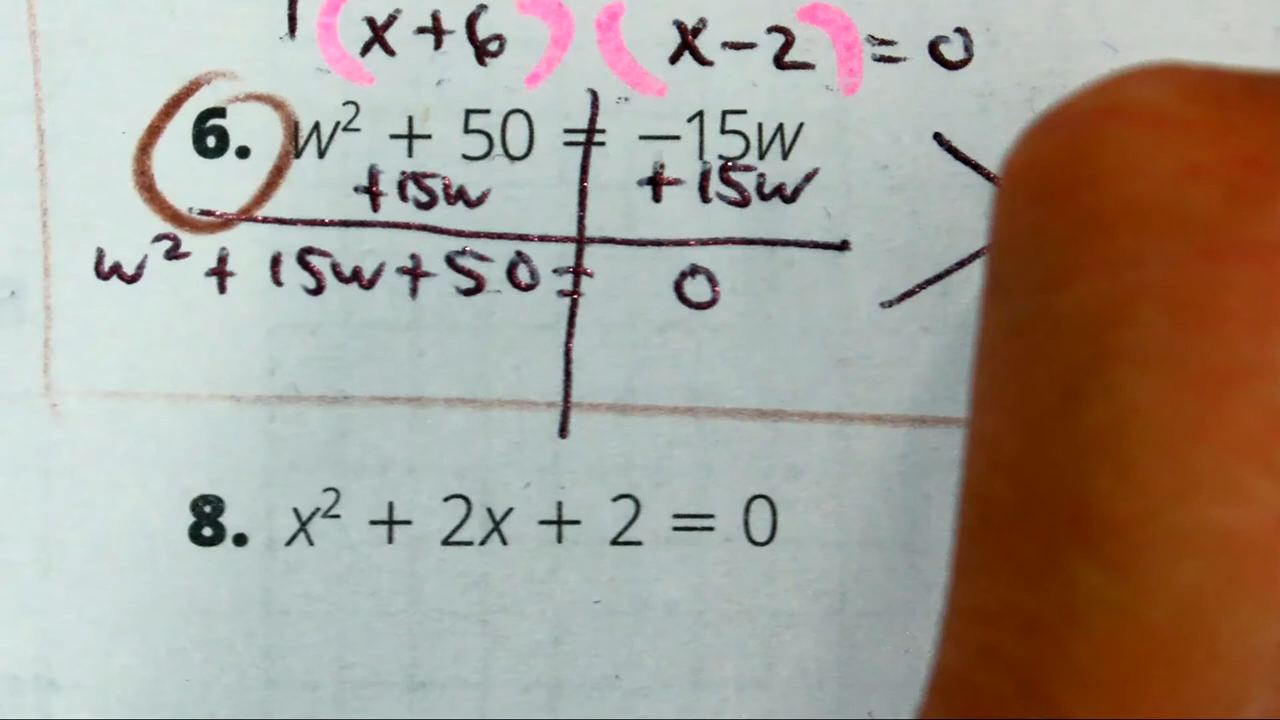 (x+6) (x-2) = 0
6. w² + 50 = -15w
+15w +15w
w² + 15w + 50 = 0
8. x² + 2x + 2 = 0